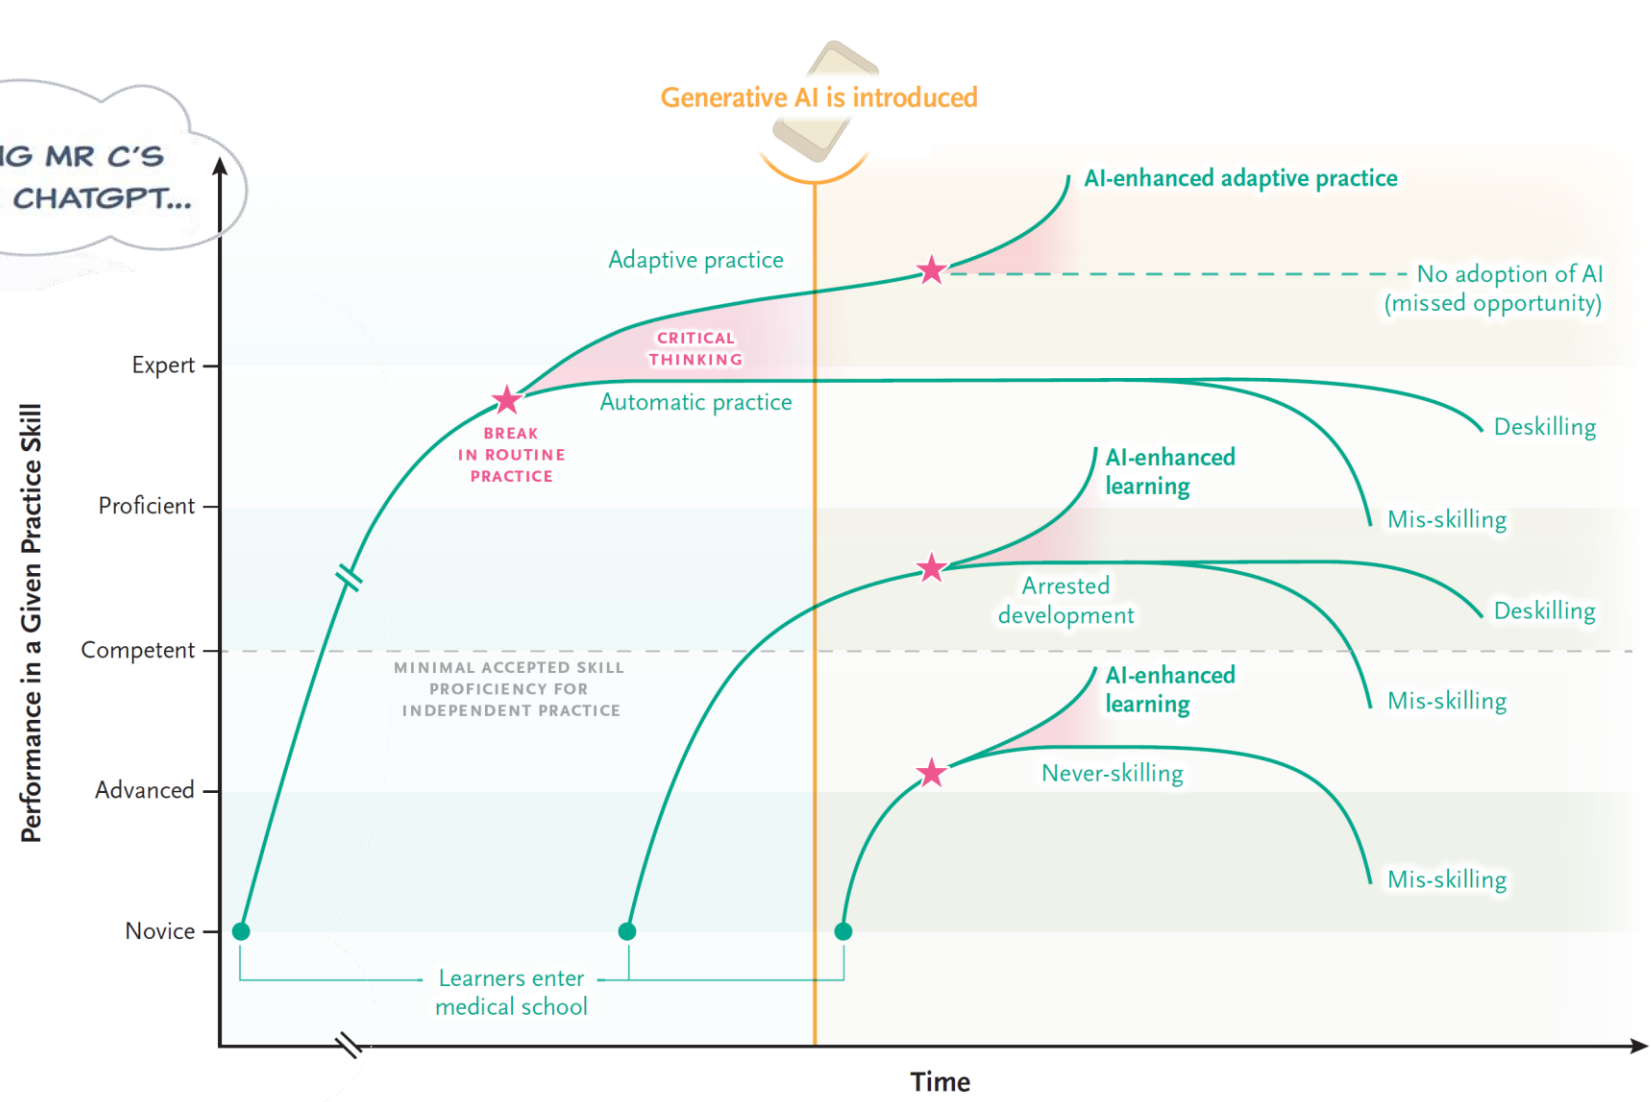 Generative AI is introduced
NG MR C'S
CHATGPT...
AI-enhanced adaptive practice
Adaptive practice
No adoption of AI
(missed opportunity)
CRITICAL
THINKING
Expert
Automatic practice
BREAK
IN ROUTINE
PRACTICE
Deskilling
AI-enhanced
learning
Proficient
Mis-skilling
Arrested
development
Deskilling
Competent
MINIMAL ACCEPTED SKILL
PROFICIENCY FOR
INDEPENDENT PRACTICE
AI-enhanced
learning
Mis-skilling
Never-skilling
Advanced
Mis-skilling
Novice
Learners enter
medical school
Performance in a Given Practice Skill
Time